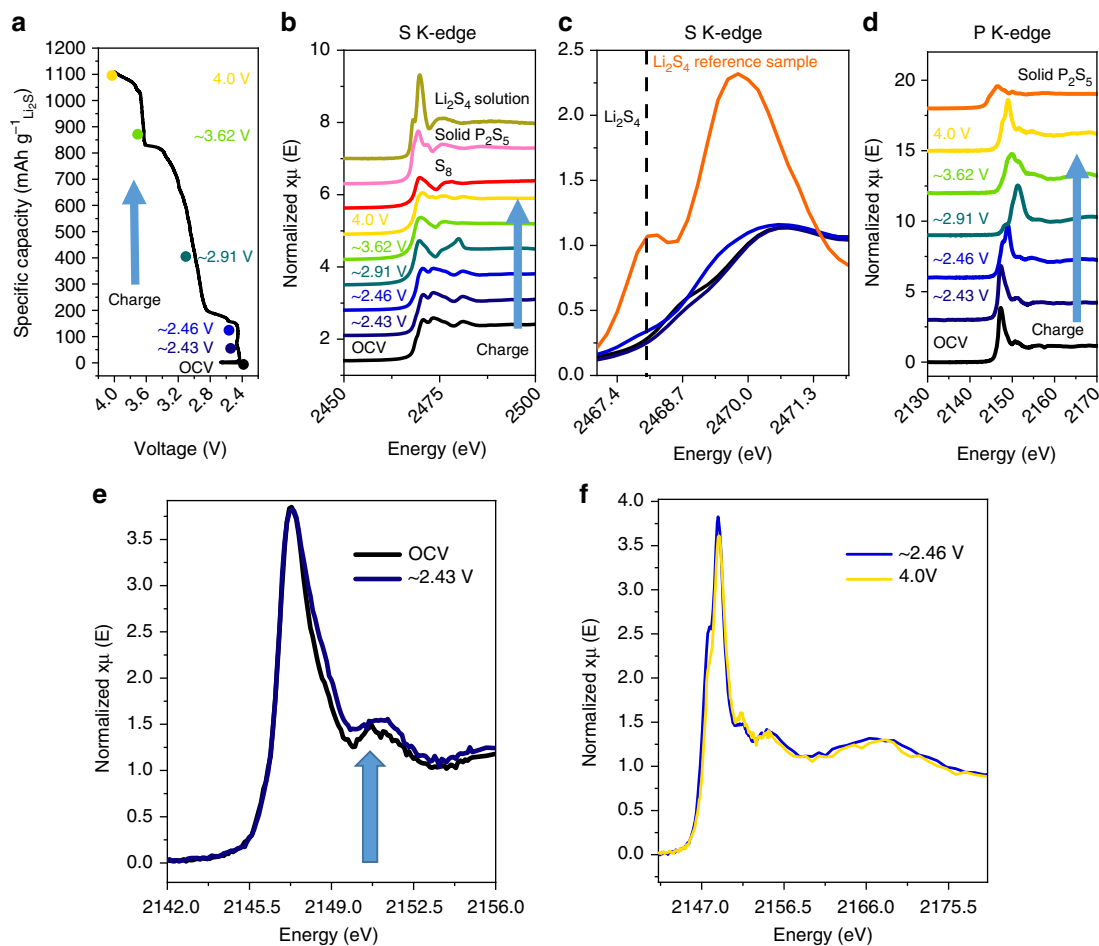 a
1200
1100
1000
900
800
700
600
500
400
300
200
100
0
Specific capacity (mAh g⁻¹Li₂S)
4.0 V
~3.62 V
~2.91 V
Charge
~2.46 V
~2.43 V
OCV
4.0
3.6
3.2
2.8
2.4
Voltage (V)
b
S K-edge
10
8
6
4
2
Normalized xμ (E)
Li₂S₄ solution
Solid P₂S₅
S₈
4.0 V
~3.62 V
~2.91 V
~2.46 V
~2.43 V
OCV
Charge
2450
2475
2500
Energy (eV)
c
S K-edge
2.5
2.0
1.5
1.0
0.5
0.0
Normalized xμ (E)
Li₂S₄ reference sample
Li₂S₄
2467.4
2468.7
2470.0
2471.3
Energy (eV)
d
P K-edge
20
15
10
5
0
Normalized xμ (E)
Solid P₂S₅
4.0 V
~3.62 V
~2.91 V
~2.46 V
~2.43 V
Charge
OCV
2130
2140
2150
2160
2170
Energy (eV)
e
3.5
3.0
2.5
2.0
1.5
1.0
0.5
0.0
Normalized xμ (E)
OCV
~2.43 V
2142.0
2145.5
2149.0
2152.5
2156.0
Energy (eV)
f
4.0
3.5
3.0
2.5
2.0
1.5
1.0
0.5
0.0
Normalized xμ (E)
~2.46 V
4.0V
2147.0
2156.5
2166.0
2175.5
Energy (eV)